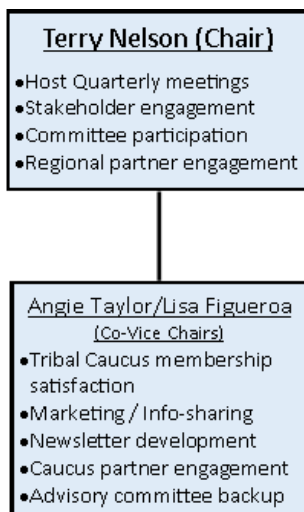 Terry Nelson (Chair)
•Host Quarterly meetings
•Stakeholder engagement
•Committee participation
•Regional partner engagement
Angie Taylor/Lisa Figueroa
(Co-Vice Chairs)
•Tribal Caucus membership
satisfaction
•Marketing / Info-sharing
•Newsletter development
•Caucus partner engagement
•Advisory committee backup